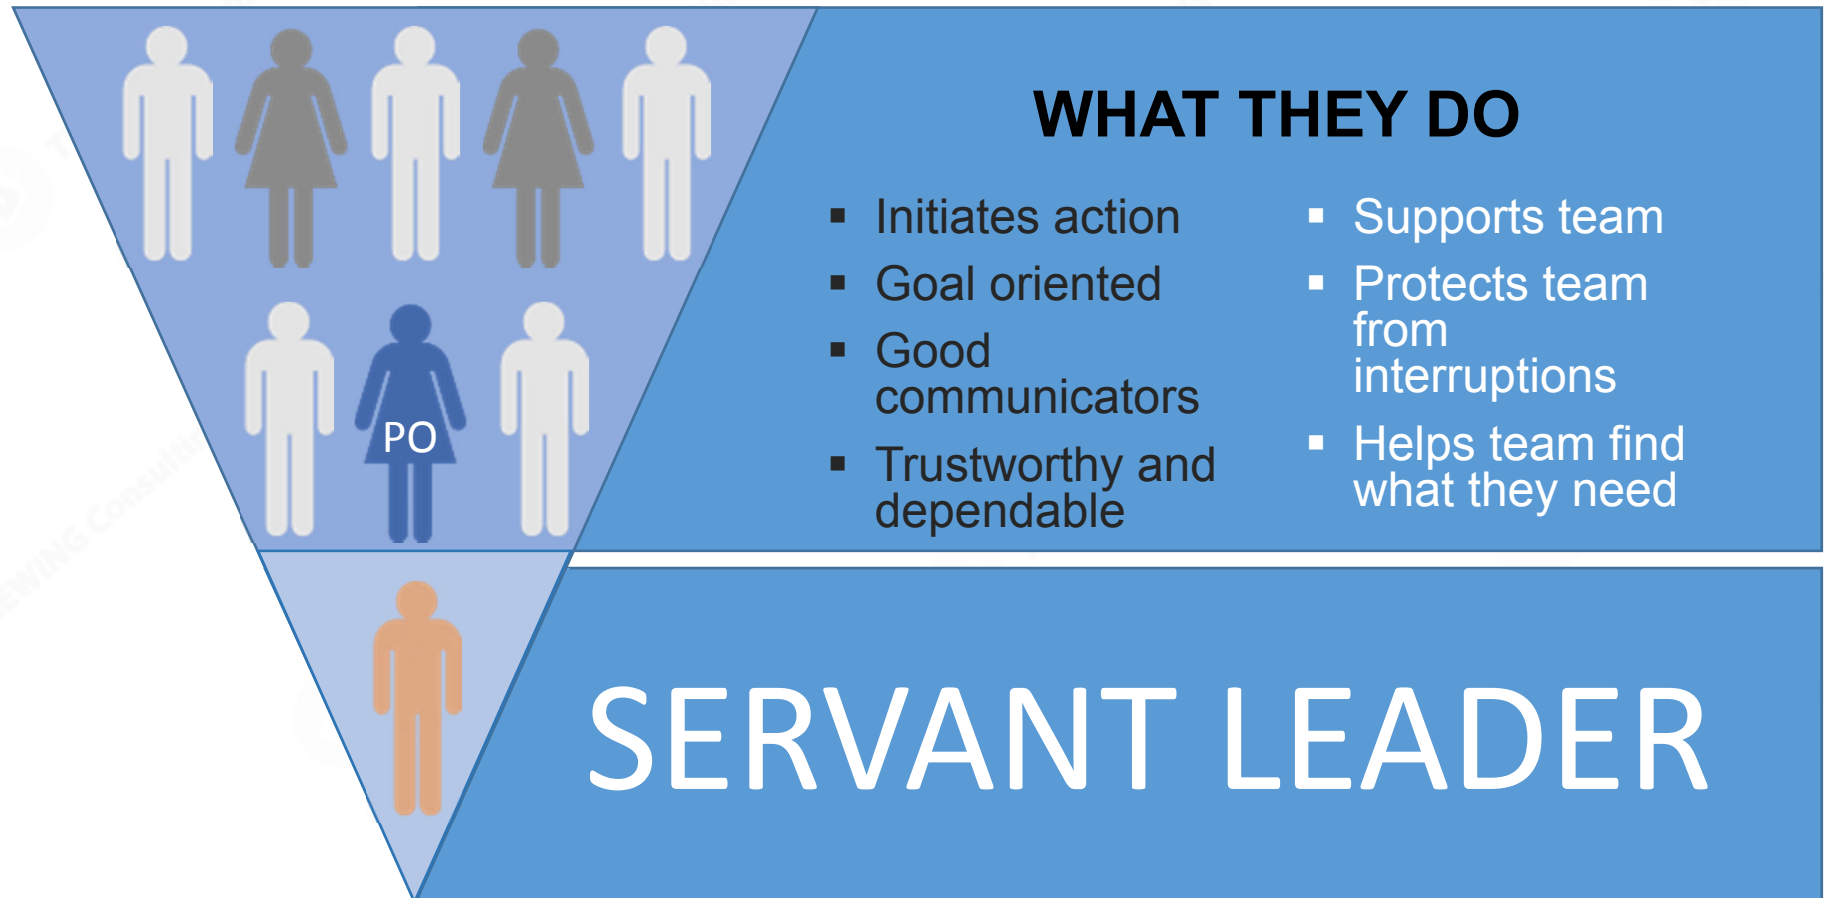 WHAT THEY DO
▪ Initiates action
▪ Goal oriented
▪ Good
communicators
▪ Trustworthy and
dependable
▪ Supports team
▪ Protects team
from
interruptions
▪ Helps team find
what they need
PO
SERVANT LEADER